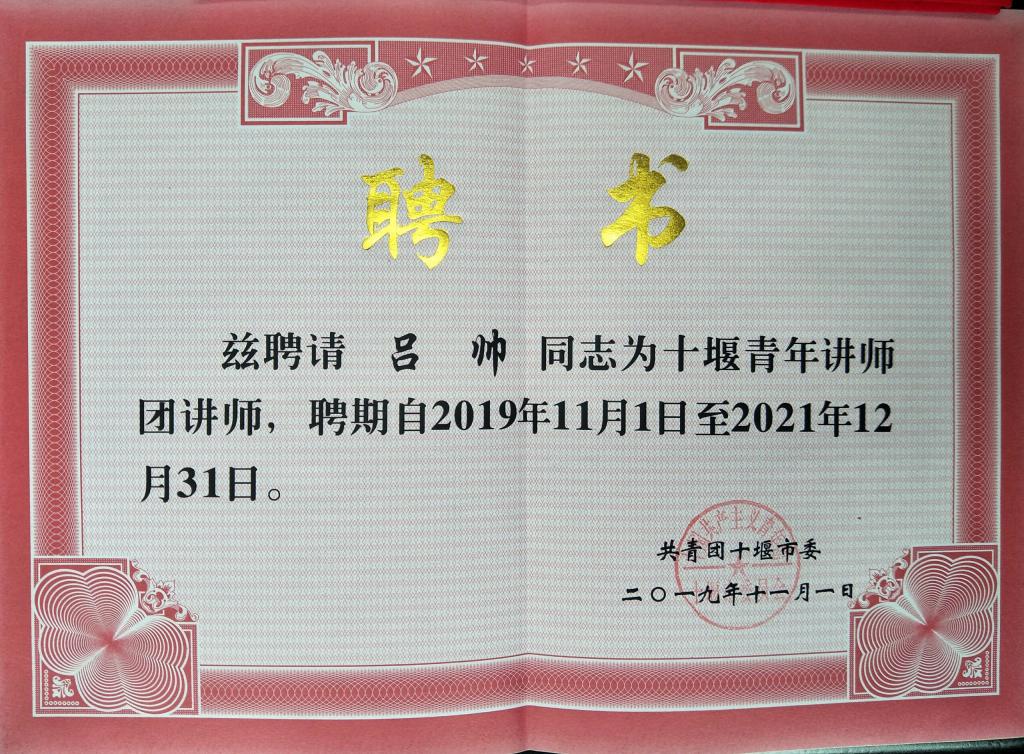 聘 书
兹聘请 吕 帅 同志为十堰青年讲师
团讲师，聘期自2019年11月1日至2021年12
月31日。
共青团十堰市委
二〇一九年十一月一日